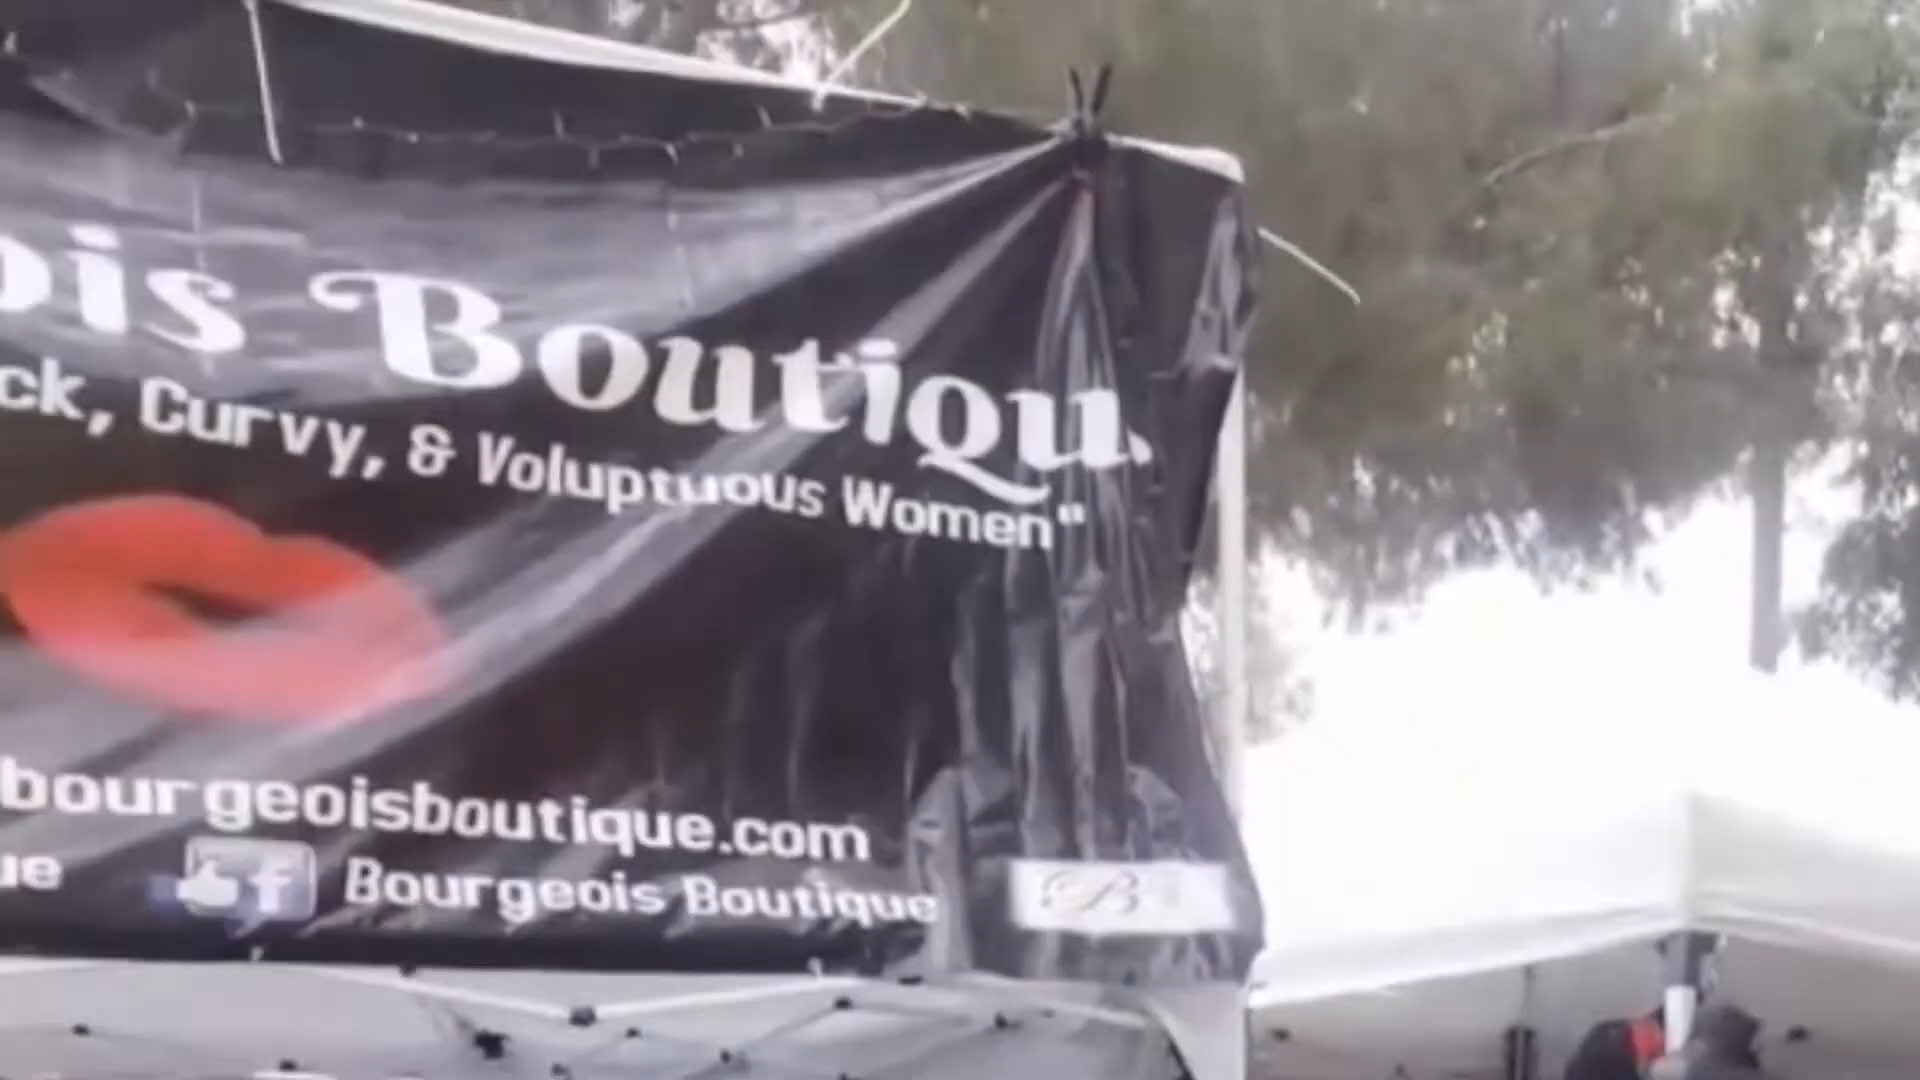 ois Boutiqu
ck, Curvy, & Voluptuous Women"
bourgeoisboutique.com
ue f Bourgeois Boutique
B